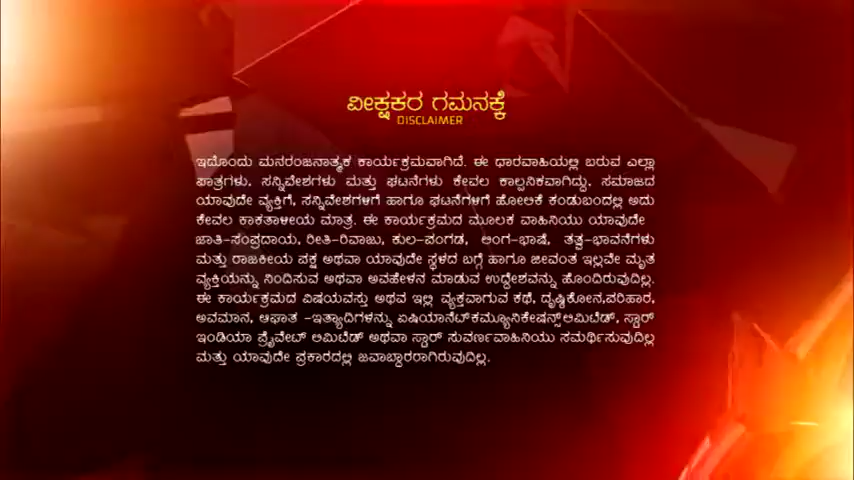 ವೀಕ್ಷಕರ ಗಮನಕ್ಕೆ
DISCLAIMER
ಇದೊಂದು ಮನರಂಜನಾತ್ಮಕ ಕಾರ್ಯಕ್ರಮವಾಗಿದೆ. ಈ ಧಾರವಾಹಿಯಲ್ಲಿ ಬರುವ ಎಲ್ಲಾ
ಪಾತ್ರಗಳು, ಸನ್ನಿವೇಶಗಳು ಮತ್ತು ಘಟನೆಗಳು ಕೇವಲ ಕಾಲ್ಪನಿಕವಾಗಿದ್ದು, ಸಮಾಜದ
ಯಾವುದೇ ವ್ಯಕ್ತಿಗೆ, ಸನ್ನಿವೇಶಗಳಿಗೆ ಹಾಗೂ ಘಟನೆಗಳಿಗೆ ಹೋಲಿಕೆ ಕಂಡುಬಂದಲ್ಲಿ ಅದು
ಕೇವಲ ಕಾಕತಾಳೀಯ ಮಾತ್ರ. ಈ ಕಾರ್ಯಕ್ರಮದ ಮೂಲಕ ವಾಹಿನಿಯು ಯಾವುದೇ
ಜಾತಿ-ಸಂಪ್ರದಾಯ, ರೀತಿ-ರಿವಾಜು, ಕುಲ-ಪಂಗಡ, ಲಿಂಗ-ಭಾಷೆ, ತತ್ವ-ಭಾವನೆಗಳು
ಮತ್ತು ರಾಜಕೀಯ ಪಕ್ಷ ಅಥವಾ ಯಾವುದೇ ಸ್ಥಳದ ಬಗ್ಗೆ ಹಾಗೂ ಜೀವಂತ ಇಲ್ಲವೇ ಮೃತ
ವ್ಯಕ್ತಿಯನ್ನು ನಿಂದಿಸುವ ಅಥವಾ ಅವಹೇಳನ ಮಾಡುವ ಉದ್ದೇಶವನ್ನು ಹೊಂದಿರುವುದಿಲ್ಲ.
ಈ ಕಾರ್ಯಕ್ರಮದ ವಿಷಯವಸ್ತು ಅಥವ ಇಲ್ಲಿ ವ್ಯಕ್ತವಾಗುವ ಕಥೆ, ದೃಷ್ಠಿಕೋನ,ಪರಿಹಾರ,
ಅವಮಾನ, ಆಘಾತ -ಇತ್ಯಾದಿಗಳನ್ನು ಏಷಿಯಾನೆಟ್‌ಕಮ್ಯೂನಿಕೇಷನ್ಸ್‌ಲಿಮಿಟೆಡ್, ಸ್ಟಾರ್
ಇಂಡಿಯಾ ಪ್ರೈವೇಟ್ ಲಿಮಿಟೆಡ್ ಅಥವಾ ಸ್ಟಾರ್ ಸುವರ್ಣವಾಹಿನಿಯು ಸಮರ್ಥಿಸುವುದಿಲ್ಲ
ಮತ್ತು ಯಾವುದೇ ಪ್ರಕಾರದಲ್ಲಿ ಜವಾಬ್ದಾರರಾಗಿರುವುದಿಲ್ಲ.